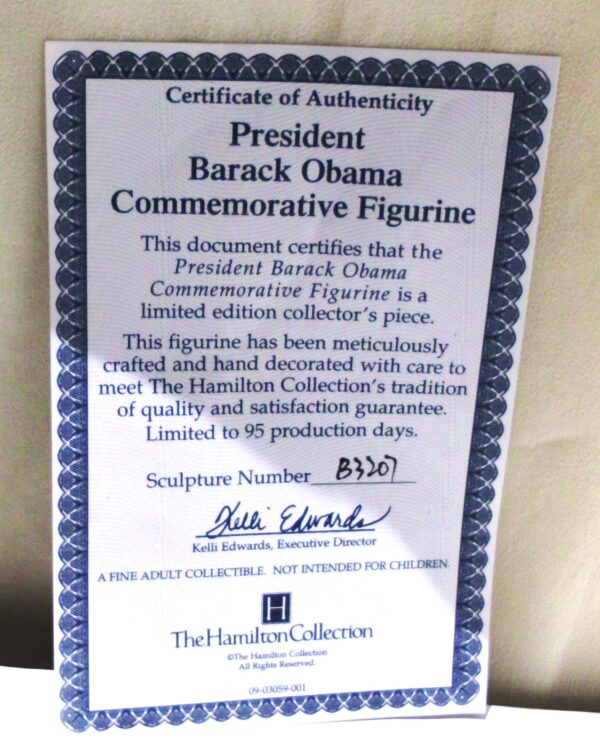 Certificate of Authenticity
President
Barack Obama
Commemorative Figurine
This document certifies that the
President Barack Obama
Commemorative Figurine is a
limited edition collector's piece.
This figurine has been meticulously
crafted and hand decorated with care to
meet The Hamilton Collection's tradition
of quality and satisfaction guarantee.
Limited to 95 production days.
Sculpture Number B3207
Kelli Edwards
Kelli Edwards, Executive Director
A FINE ADULT COLLECTIBLE. NOT INTENDED FOR CHILDREN.
H
The Hamilton Collection
©The Hamilton Collection
All Rights Reserved.
09-03059-001